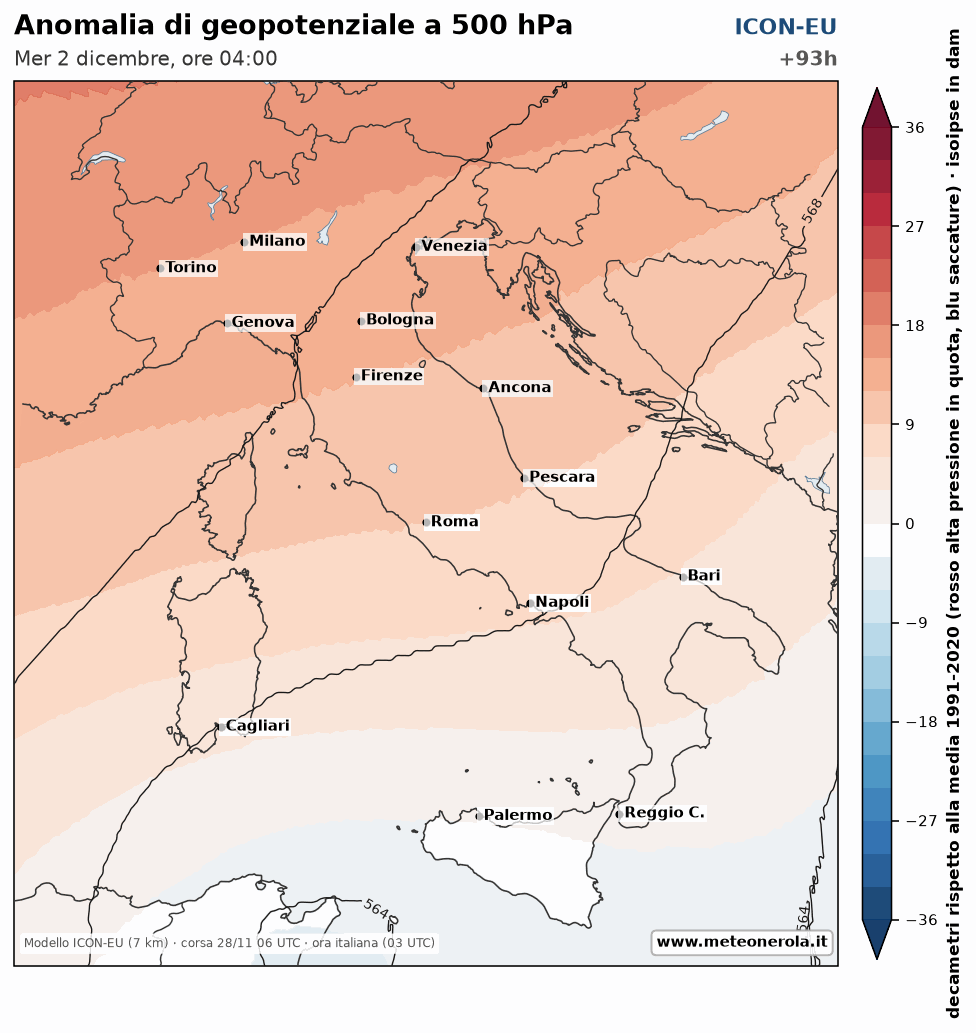 Anomalia di geopotenziale a 500 hPa
ICON-EU
Mer 2 dicembre, ore 04:00
+93h
568
Milano
Venezia
Torino
Genova
Bologna
Firenze
Ancona
Pescara
Roma
Bari
Napoli
Cagliari
Palermo
Reggio C.
564
564
Modello ICON-EU (7 km) · corsa 28/11 06 UTC · ora italiana (03 UTC)
www.meteonerola.it
36
27
18
9
0
−9
−18
−27
−36
decametri rispetto alla media 1991-2020 (rosso alta pressione in quota, blu saccature) · isoipse in dam